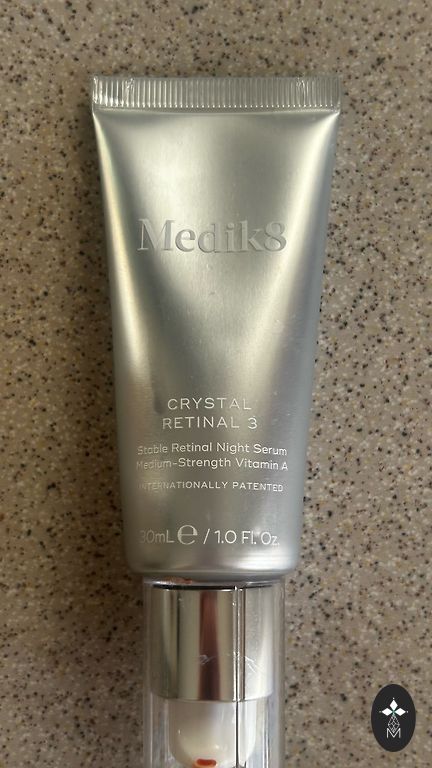 Medik8
CRYSTAL
RETINAL 3
Stable Retinal Night Serum
Medium-Strength Vitamin A
INTERNATIONALLY PATENTED
30mL ℮ / 1.0 Fl. Oz.
M